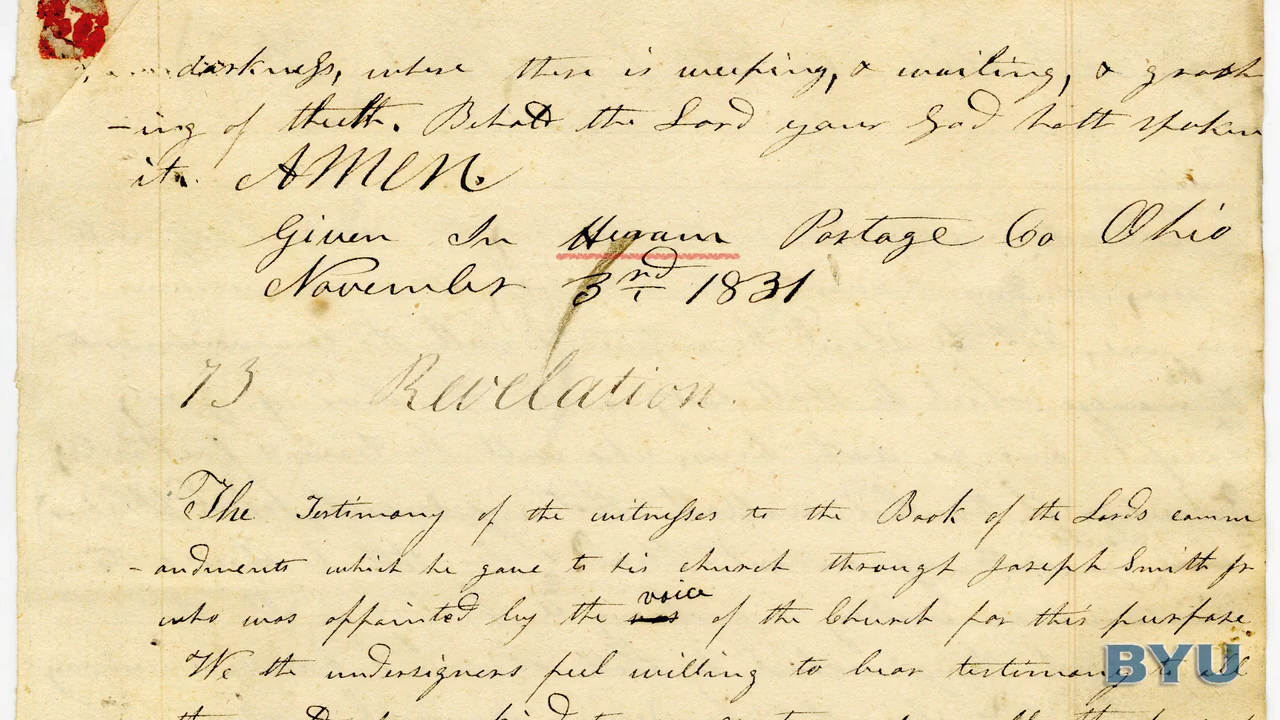 darkness, where there is weeping, & wailing, & gnash
-ing of theeth. Behold the Lord your God hath spoken
it. AMEN.
Given In Hiram Portage Co Ohio
November 3rd 1831
73 Revelation.
The Testimony of the witnesses to the Book of the Lords comm
-andments which he gave to his church through Joseph Smith Jr
who was appointed by the voice of the Church for this purpose
We the undersigners feel willing to bear testimony to all
BYU